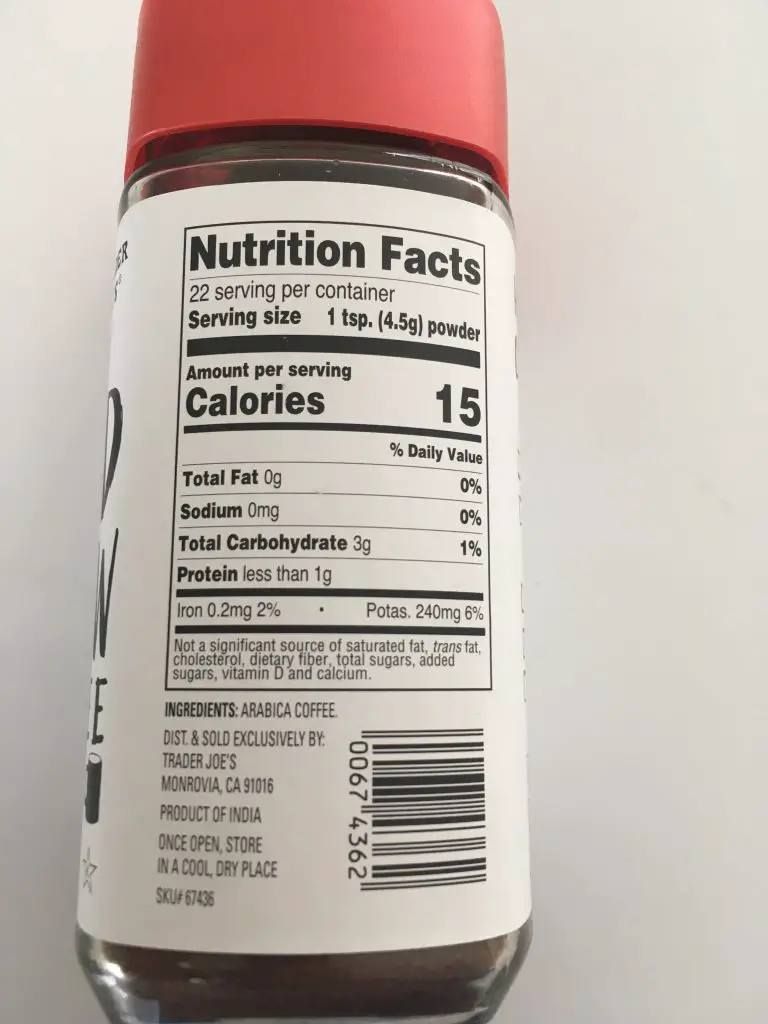 Nutrition Facts
22 serving per container
Serving size 1 tsp. (4.5g) powder
Amount per serving
Calories 15
% Daily Value
Total Fat 0g 0%
Sodium 0mg 0%
Total Carbohydrate 3g 1%
Protein less than 1g
Iron 0.2mg 2% • Potas. 240mg 6%
Not a significant source of saturated fat, trans fat,
cholesterol, dietary fiber, total sugars, added
sugars, vitamin D and calcium.
INGREDIENTS: ARABICA COFFEE.
DIST. & SOLD EXCLUSIVELY BY:
TRADER JOE'S
MONROVIA, CA 91016
PRODUCT OF INDIA
ONCE OPEN, STORE
IN A COOL, DRY PLACE
SKU# 67436
0067 4362